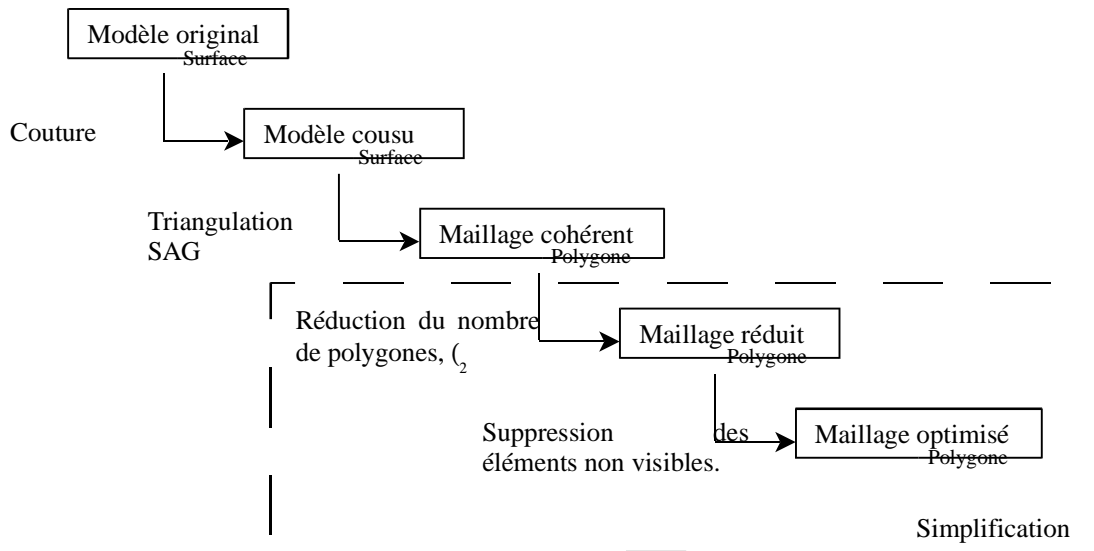 Modèle original
Surface
Couture
Modèle cousu
Surface
Triangulation
SAG
Maillage cohérent
Polygone
Réduction du nombre
de polygones, (₂
Maillage réduit
Polygone
Suppression des
éléments non visibles.
Maillage optimisé
Polygone
Simplification